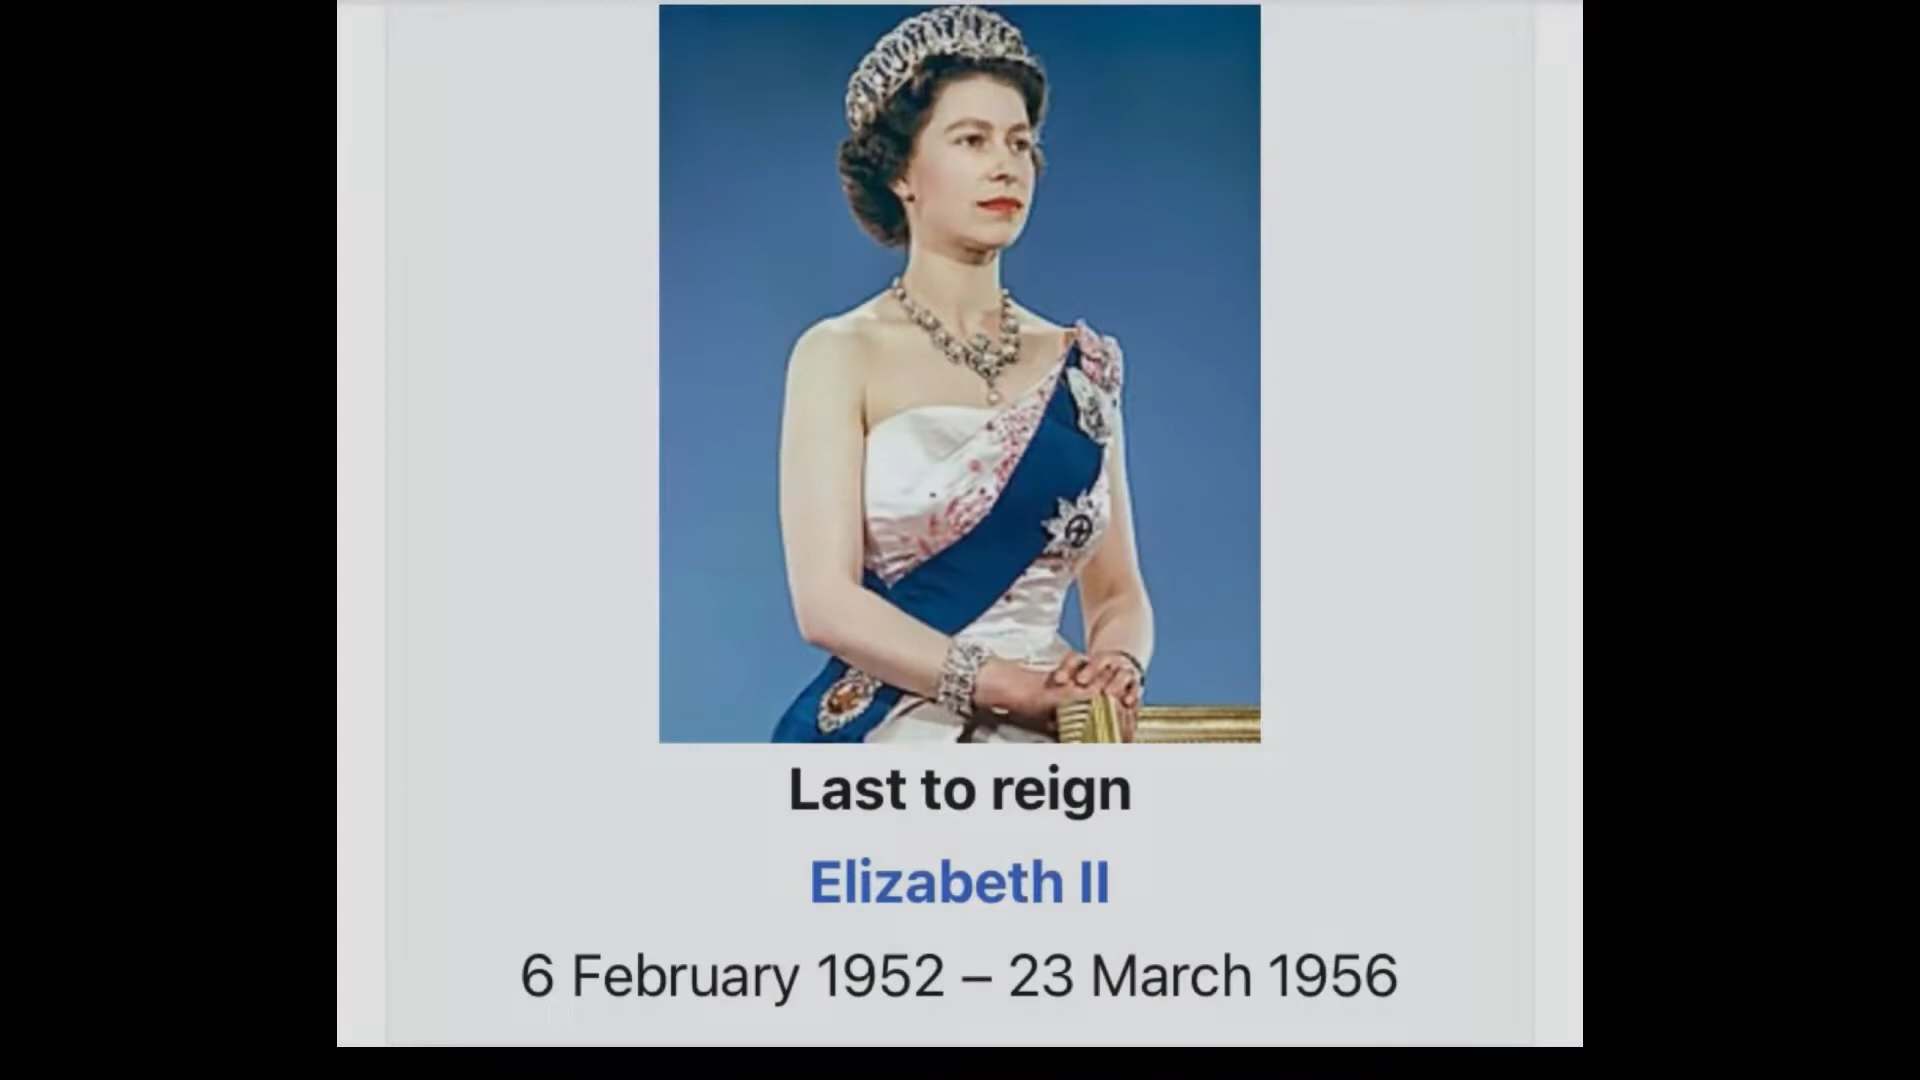 Last to reign
Elizabeth II
6 February 1952 – 23 March 1956